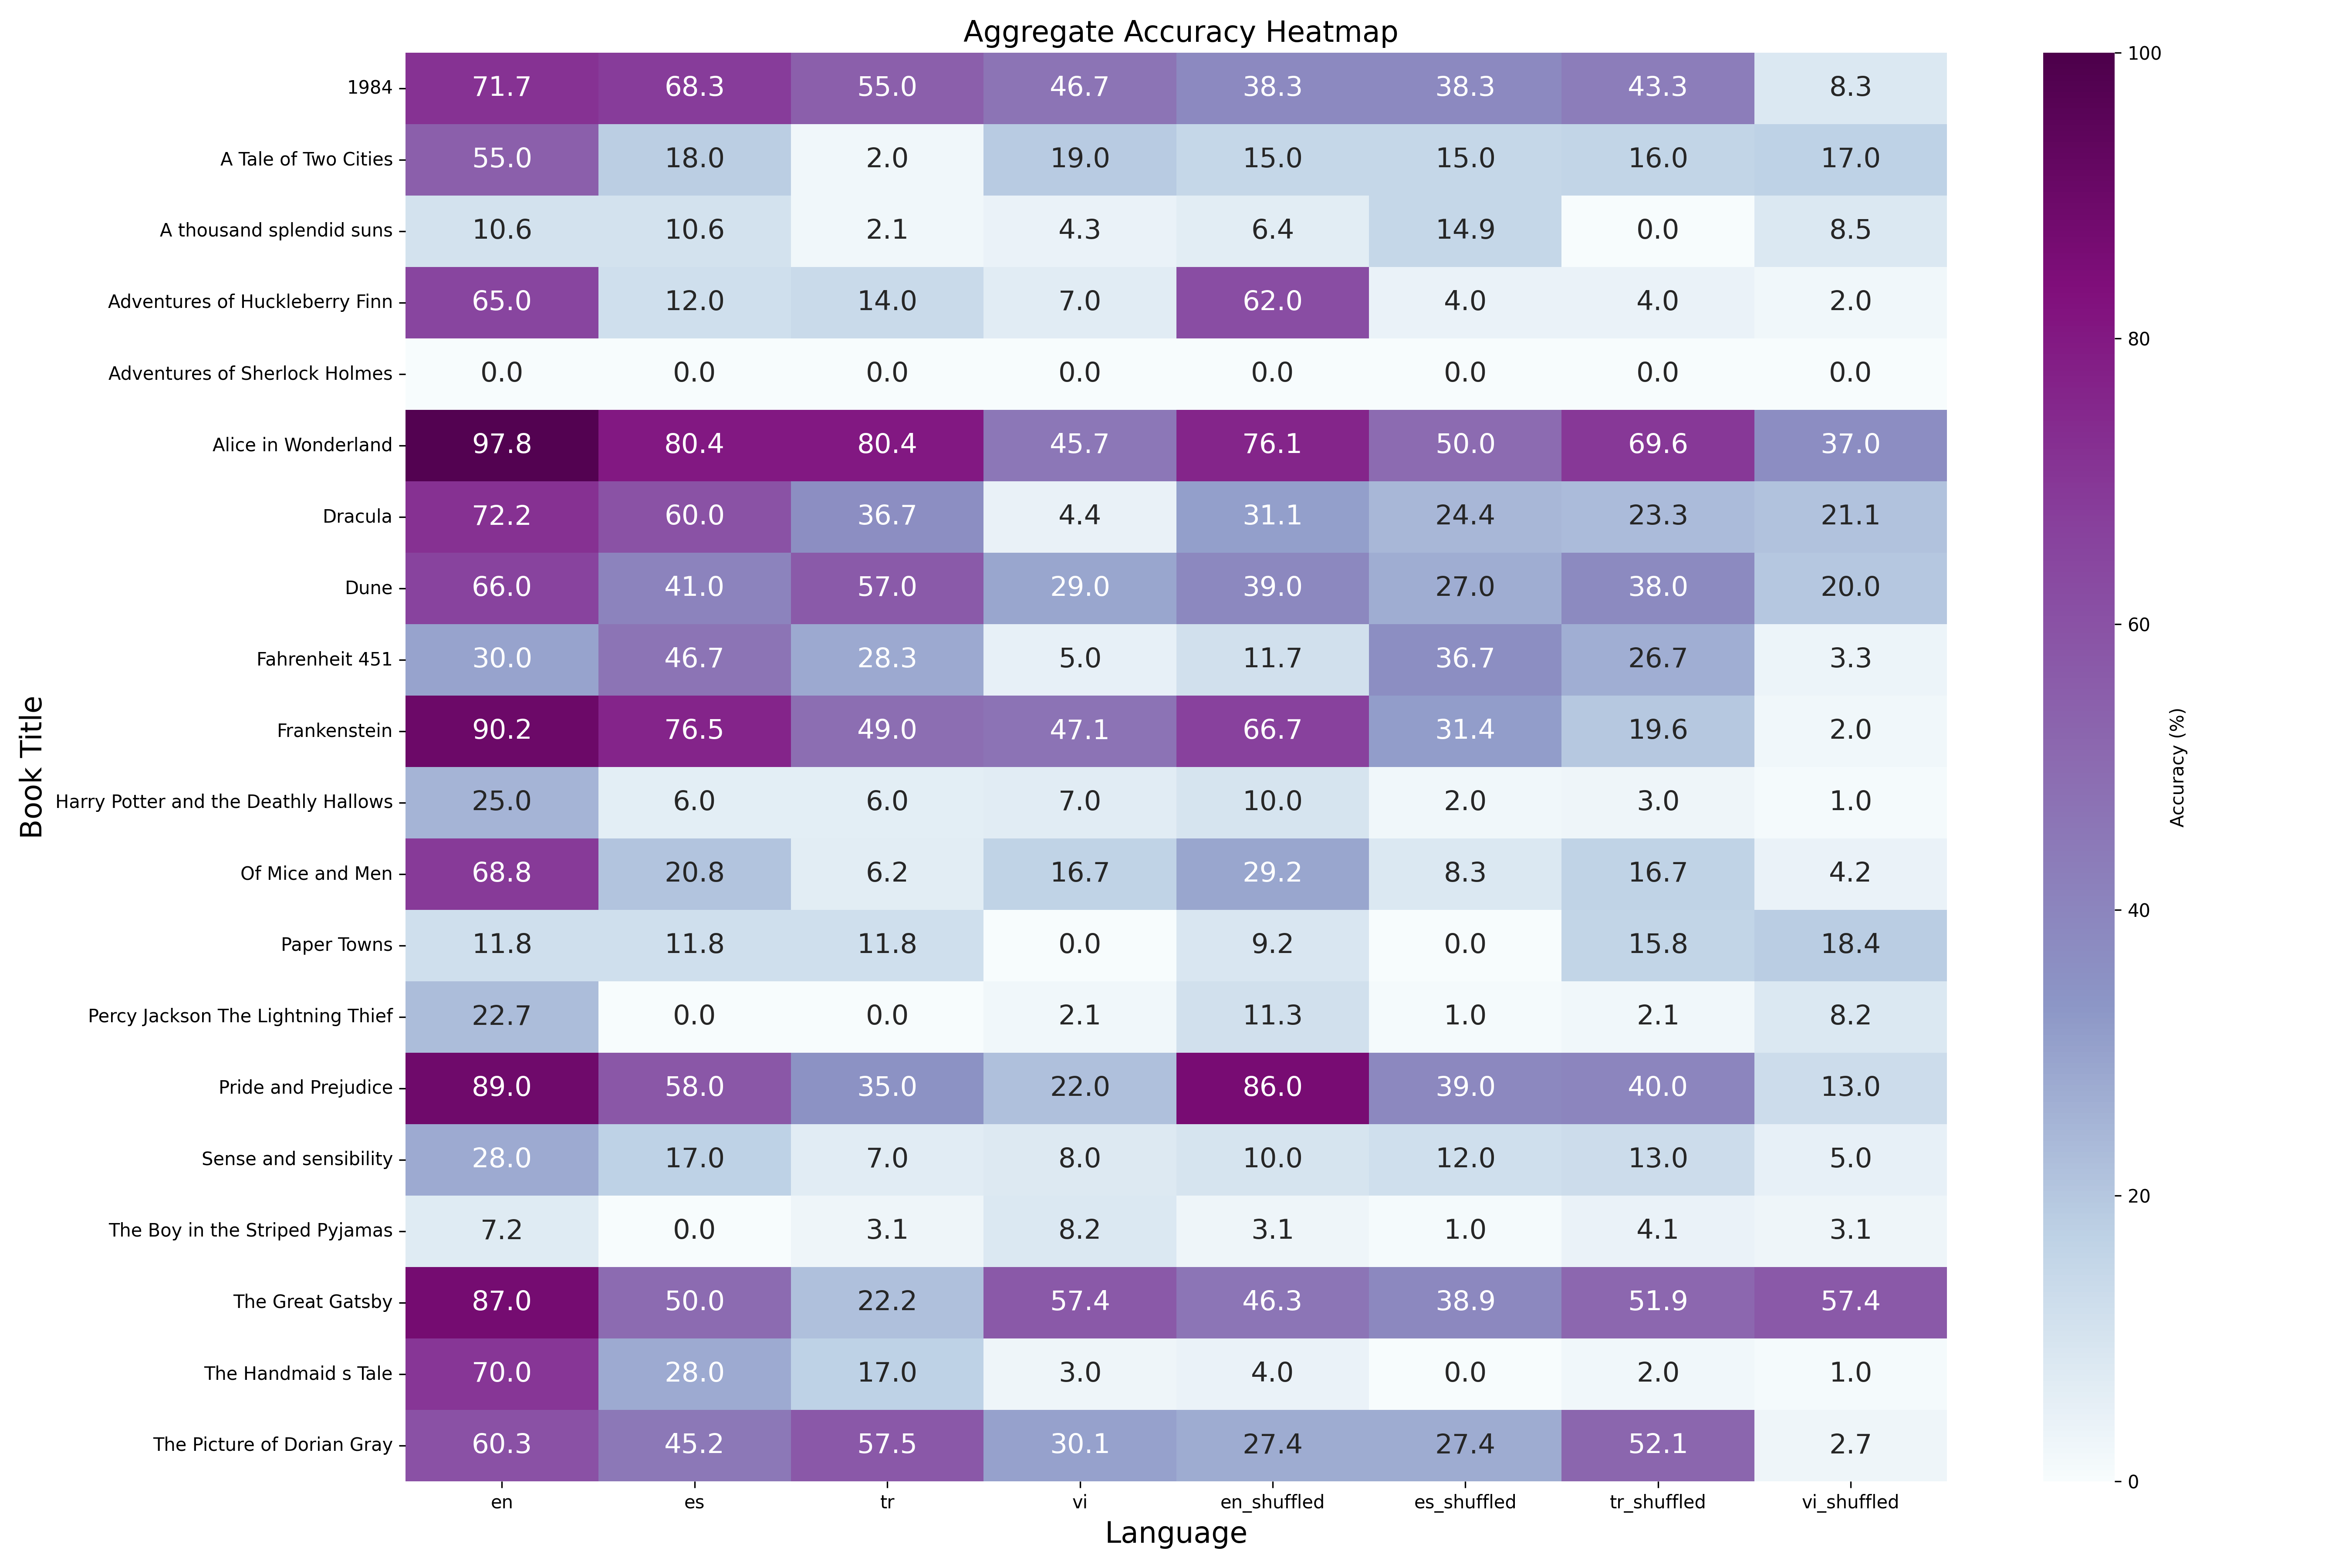 Aggregate Accuracy Heatmap
Book Title
1984 71.7 68.3 55.0 46.7 38.3 38.3 43.3 8.3
A Tale of Two Cities 55.0 18.0 2.0 19.0 15.0 15.0 16.0 17.0
A thousand splendid suns 10.6 10.6 2.1 4.3 6.4 14.9 0.0 8.5
Adventures of Huckleberry Finn 65.0 12.0 14.0 7.0 62.0 4.0 4.0 2.0
Adventures of Sherlock Holmes 0.0 0.0 0.0 0.0 0.0 0.0 0.0 0.0
Alice in Wonderland 97.8 80.4 80.4 45.7 76.1 50.0 69.6 37.0
Dracula 72.2 60.0 36.7 4.4 31.1 24.4 23.3 21.1
Dune 66.0 41.0 57.0 29.0 39.0 27.0 38.0 20.0
Fahrenheit 451 30.0 46.7 28.3 5.0 11.7 36.7 26.7 3.3
Frankenstein 90.2 76.5 49.0 47.1 66.7 31.4 19.6 2.0
Harry Potter and the Deathly Hallows 25.0 6.0 6.0 7.0 10.0 2.0 3.0 1.0
Of Mice and Men 68.8 20.8 6.2 16.7 29.2 8.3 16.7 4.2
Paper Towns 11.8 11.8 11.8 0.0 9.2 0.0 15.8 18.4
Percy Jackson The Lightning Thief 22.7 0.0 0.0 2.1 11.3 1.0 2.1 8.2
Pride and Prejudice 89.0 58.0 35.0 22.0 86.0 39.0 40.0 13.0
Sense and sensibility 28.0 17.0 7.0 8.0 10.0 12.0 13.0 5.0
The Boy in the Striped Pyjamas 7.2 0.0 3.1 8.2 3.1 1.0 4.1 3.1
The Great Gatsby 87.0 50.0 22.2 57.4 46.3 38.9 51.9 57.4
The Handmaid s Tale 70.0 28.0 17.0 3.0 4.0 0.0 2.0 1.0
The Picture of Dorian Gray 60.3 45.2 57.5 30.1 27.4 27.4 52.1 2.7
en es tr vi en_shuffled es_shuffled tr_shuffled vi_shuffled
Language
100
80
60
40
20
0
Accuracy (%)